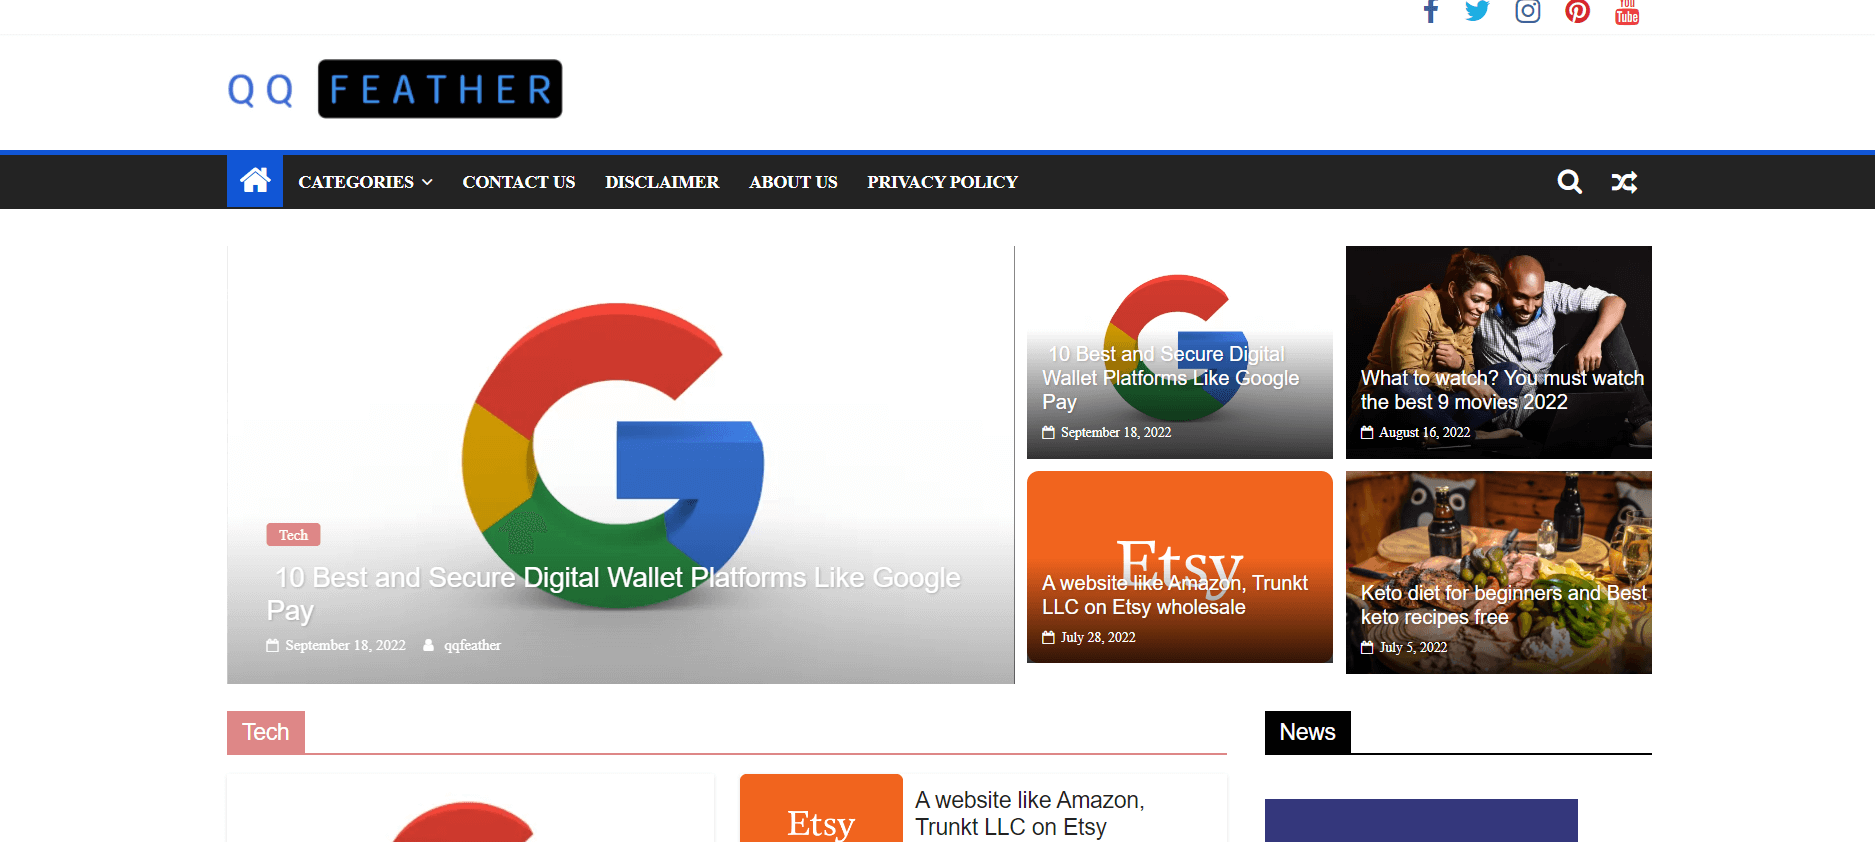 You
Tube
QQ FEATHER
CATEGORIES CONTACT US DISCLAIMER ABOUT US PRIVACY POLICY
Tech
10 Best and Secure Digital Wallet Platforms Like Google
Pay
September 18, 2022 qqfeather
10 Best and Secure Digital
Wallet Platforms Like Google
Pay
September 18, 2022
What to watch? You must watch
the best 9 movies 2022
August 16, 2022
Etsy
A website like Amazon, Trunkt
LLC on Etsy wholesale
July 28, 2022
Keto diet for beginners and Best
keto recipes free
July 5, 2022
Tech
News
Etsy
A website like Amazon,
Trunkt LLC on Etsy